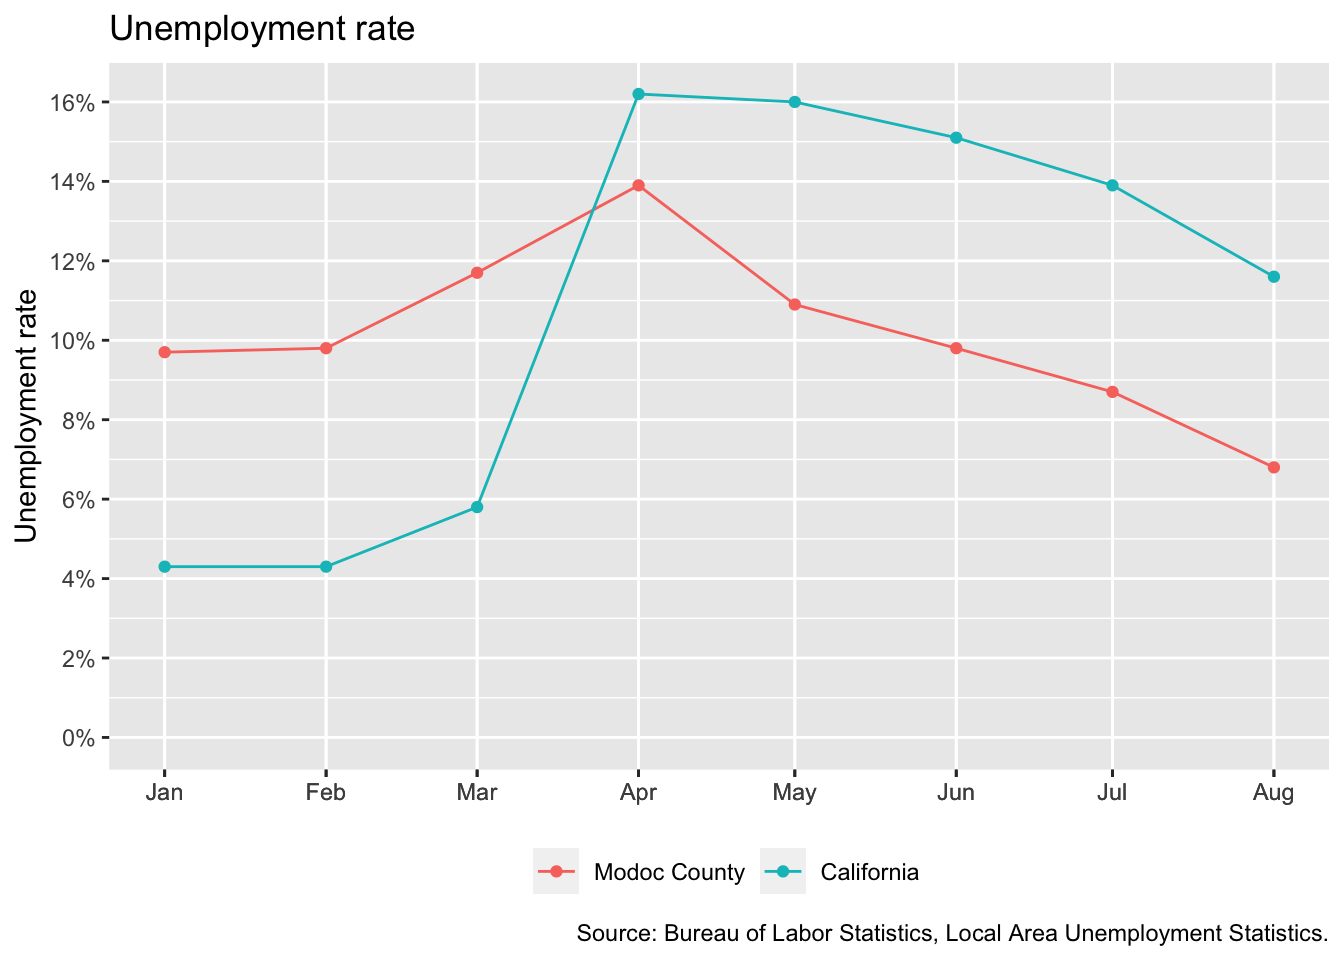 Unemployment rate
Unemployment rate
16%
14%
12%
10%
8%
6%
4%
2%
0%
Jan Feb Mar Apr May Jun Jul Aug
Modoc County California
Source: Bureau of Labor Statistics, Local Area Unemployment Statistics.